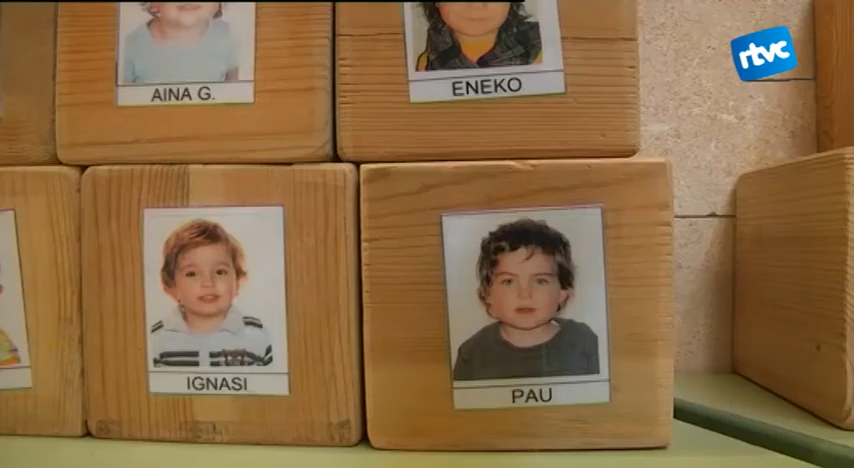 rtvc
AINA G.
ENEKO
IGNASI
PAU